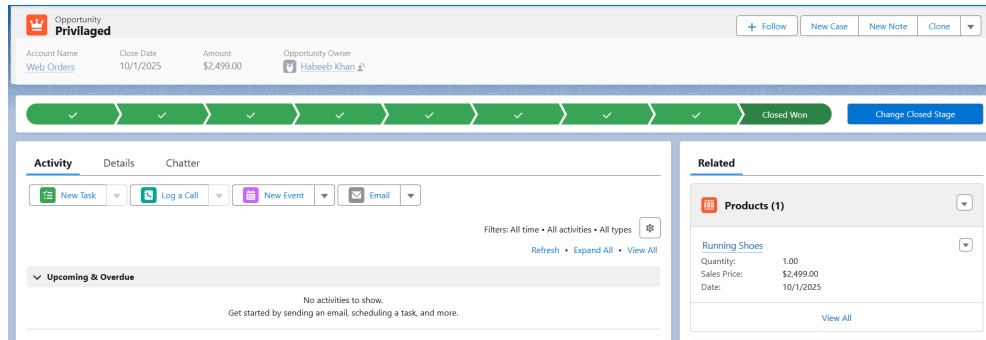 Opportunity
Privilaged
+ Follow New Case New Note Clone
Account Name Close Date Amount Opportunity Owner
Web Orders 10/1/2025 $2,499.00 Habeeb Khan
Closed Won Change Closed Stage
Activity Details Chatter
New Task Log a Call New Event Email
Filters: All time • All activities • All types
Refresh • Expand All • View All
Upcoming & Overdue
No activities to show.
Get started by sending an email, scheduling a task, and more.
Related
Products (1)
Running Shoes
Quantity: 1.00
Sales Price: $2,499.00
Date: 10/1/2025
View All